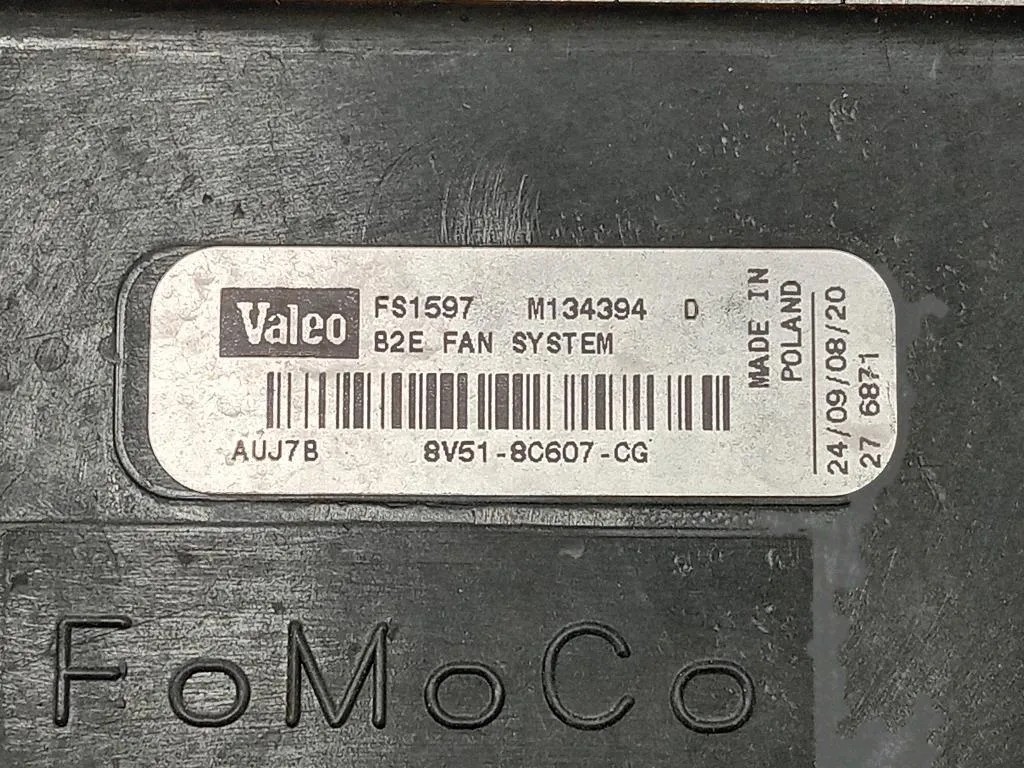 Valeo
FS1597 M134394 D
B2E FAN SYSTEM
AUJ7B 8V51-8C607-CG
MADE IN
POLAND
24/09/08/20
27 6871
FoMoCo